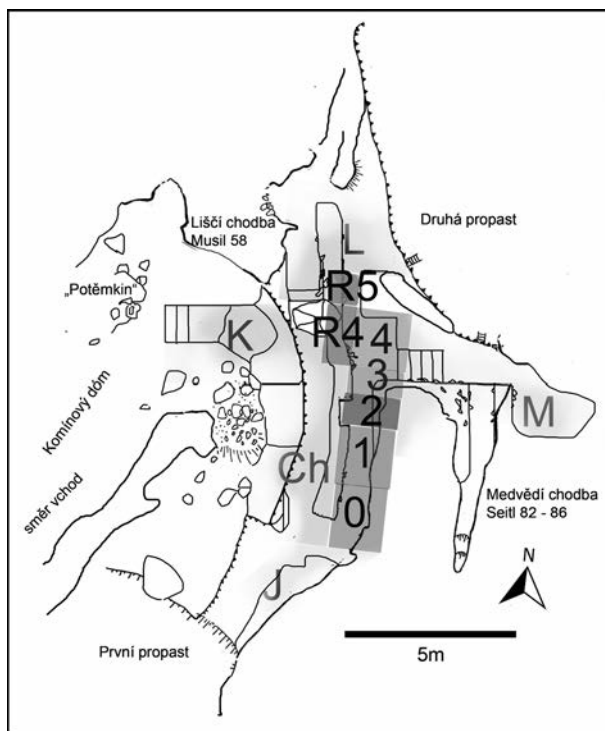 Liščí chodba
Musil 58
Druhá propast
L
„Potěmkin"
R5
K
R4
4
3
2
M
Komínový dóm
1
Ch
směr vchod
0
Medvědí chodba
Seitl 82 - 86
N
J
První propast
5m